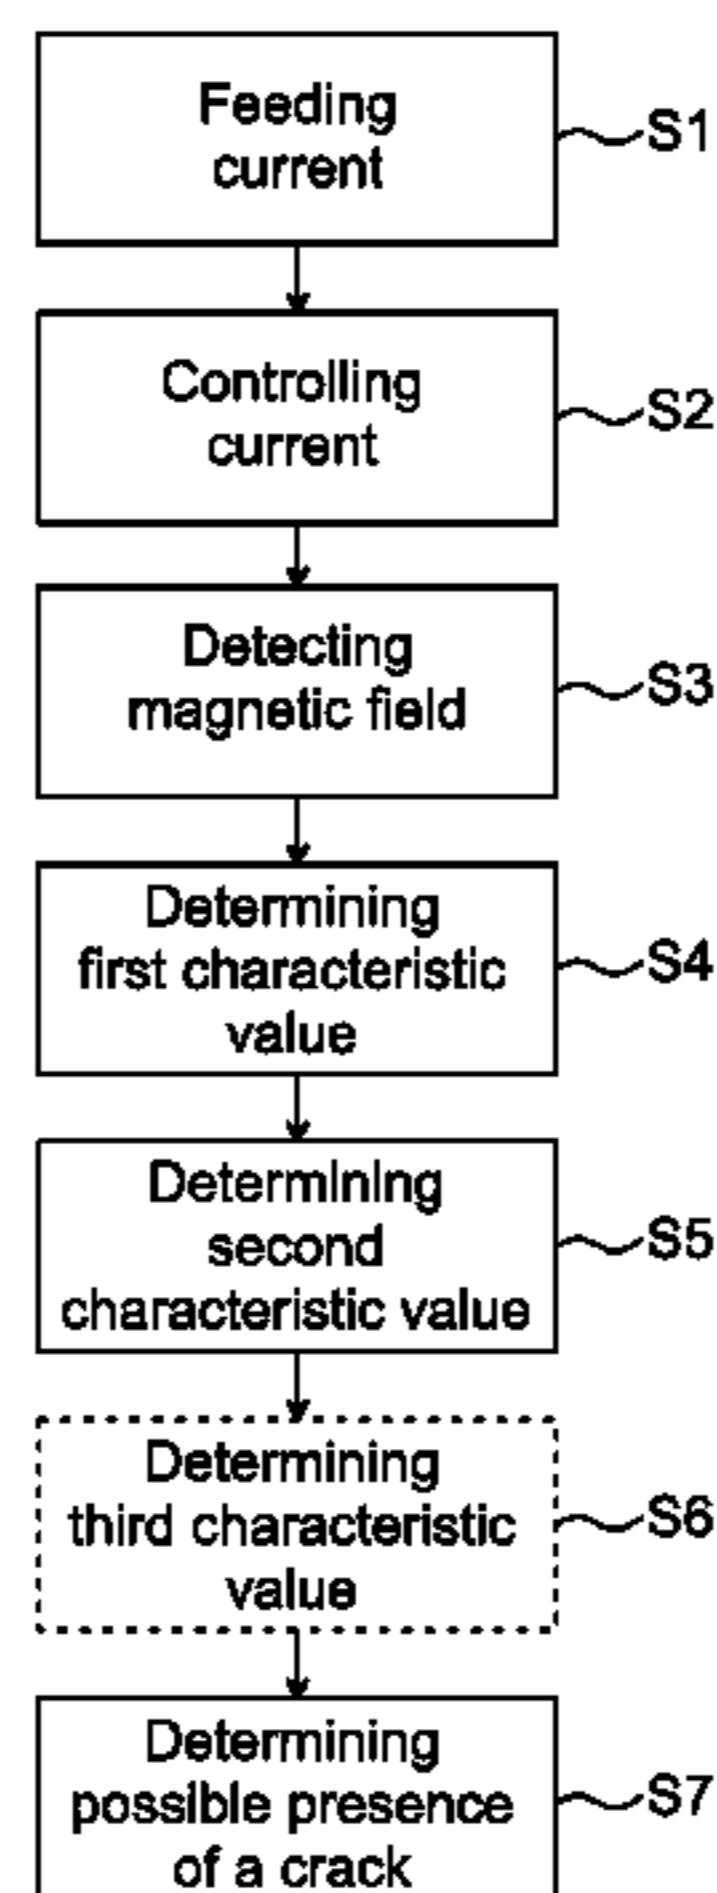 Feeding
current
S1
Controlling
current
S2
Detecting
magnetic field
S3
Determining
first characteristic
value
S4
Determining
second
characteristic value
S5
Determining
third characteristic
value
S6
Determining
possible presence
of a crack
S7